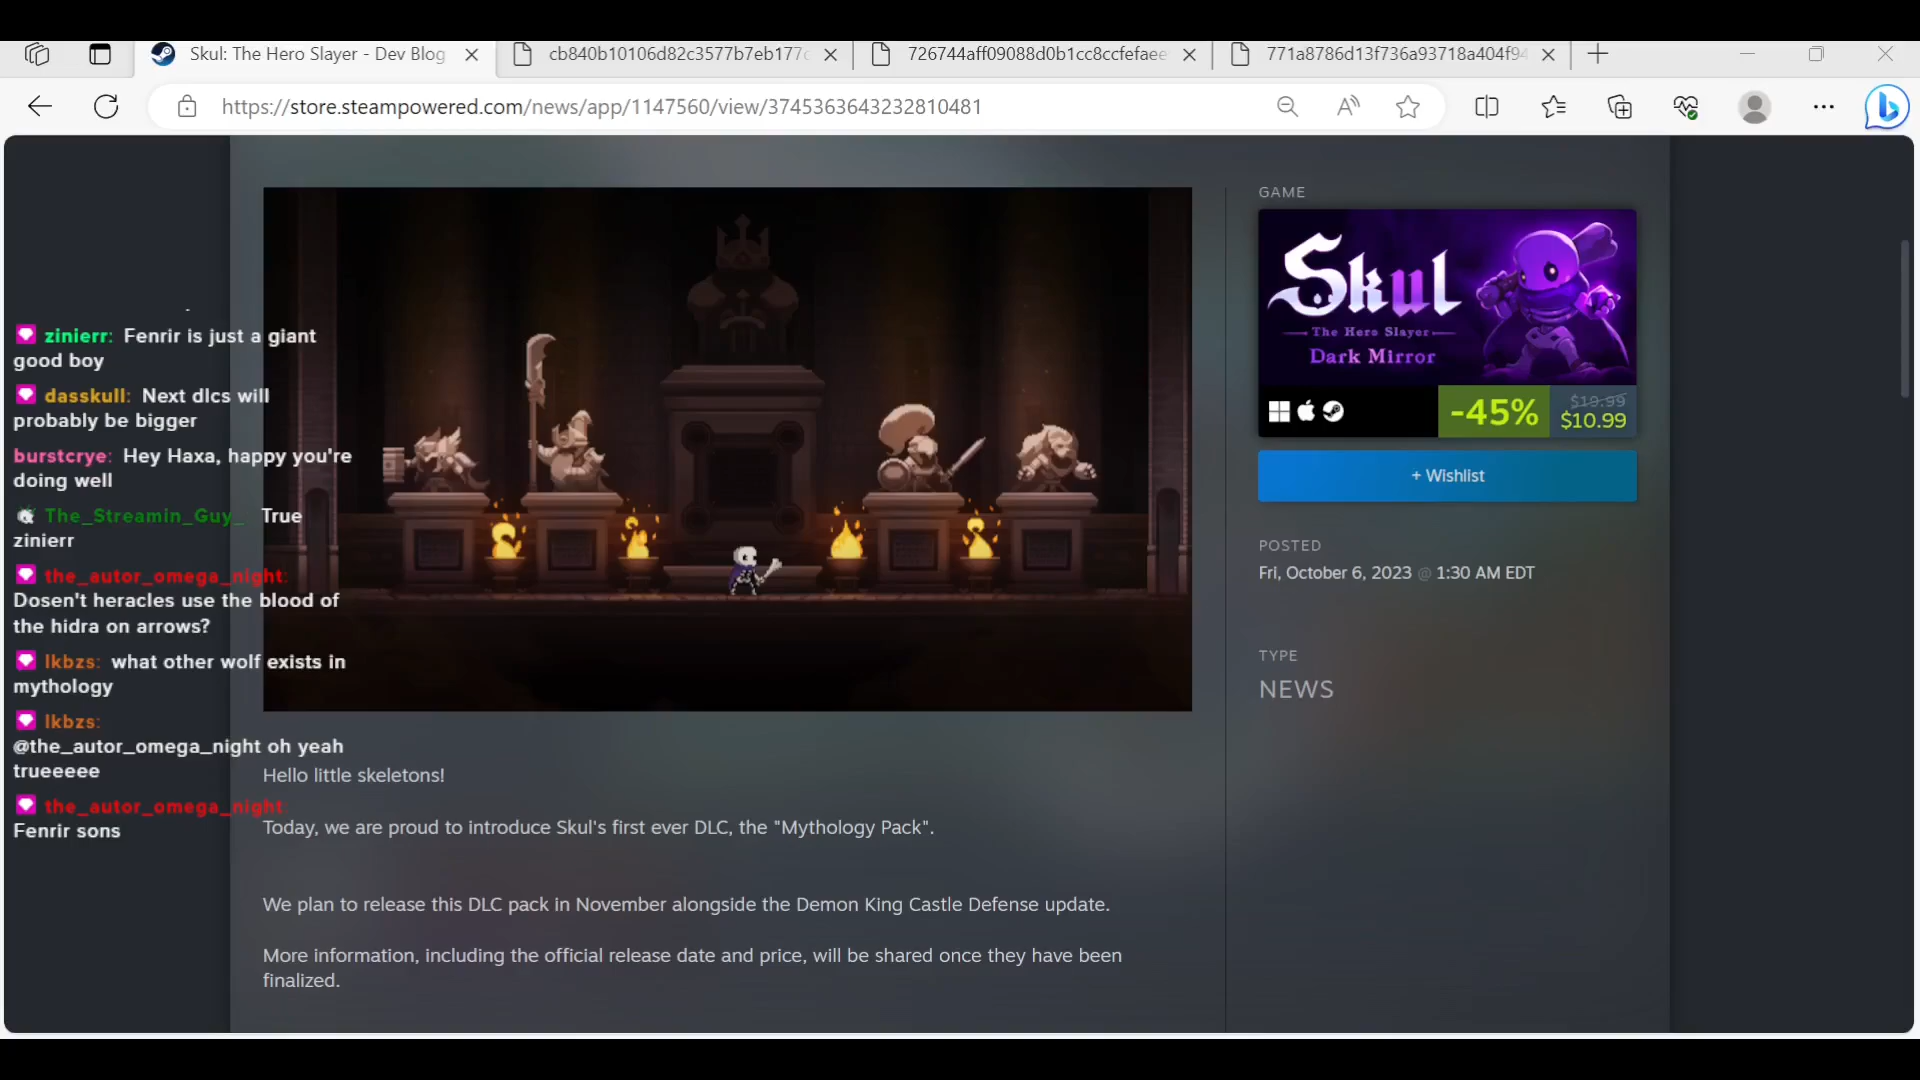 Skul: The Hero Slayer - Dev Blog
cb840b10106d82c3577b7eb177
726744aff09088d0b1cc8ccfefaee
771a8786d13f736a93718a404f94
https://store.steampowered.com/news/app/1147560/view/3745363643232810481
zinierr: Fenrir is just a giant
good boy
dasskull: Next dlcs will
probably be bigger
burstcrye: Hey Haxa, happy you're
doing well
The_Streamin_Guy_ True
zinierr
the_autor_omega_night:
Dosen't heracles use the blood of
the hidra on arrows?
lkbzs: what other wolf exists in
mythology
lkbzs:
@the_autor_omega_night oh yeah
trueeeee
the_autor_omega_night
Fenrir sons
Hello little skeletons!
Today, we are proud to introduce Skul's first ever DLC, the "Mythology Pack".
We plan to release this DLC pack in November alongside the Demon King Castle Defense update.
More information, including the official release date and price, will be shared once they have been
finalized.
GAME
Skul
The Hero Slayer
Dark Mirror
-45%
$19.99
$10.99
+ Wishlist
POSTED
Fri, October 6, 2023 @ 1:30 AM EDT
TYPE
NEWS